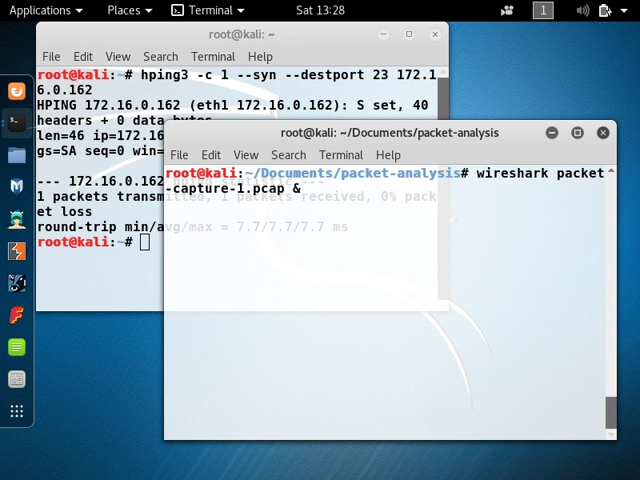 Applications Places Terminal Sat 13:28 1
root@kali: ~
File Edit View Search Terminal Help
root@kali:~# hping3 -c 1 --syn --destport 23 172.1
6.0.162
HPING 172.16.0.162 (eth1 172.16.0.162): S set, 40
headers + 0 data bytes
len=46 ip=172.16
gs=SA seq=0 win=
--- 172.16.0.162 hping statistic ---
1 packets transmitted, 1 packets received, 0% pack
et loss
round-trip min/avg/max = 7.7/7.7/7.7 ms
root@kali:~#
root@kali: ~/Documents/packet-analysis
File Edit View Search Terminal Help
root@kali:~/Documents/packet-analysis# wireshark packet
-capture-1.pcap &